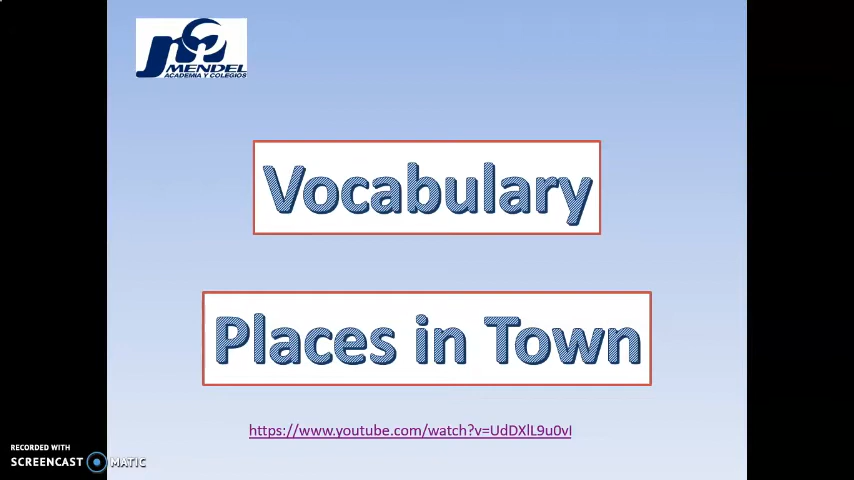 MENDEL
ACADEMIA Y COLEGIOS
Vocabulary
Places in Town
https://www.youtube.com/watch?v=UdDXlL9u0vI
RECORDED WITH
SCREENCAST MATIC